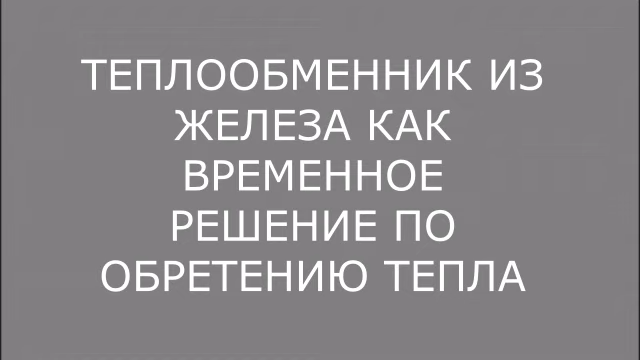 ТЕПЛООБМЕННИК ИЗ
ЖЕЛЕЗА КАК
ВРЕМЕННОЕ
РЕШЕНИЕ ПО
ОБРЕТЕНИЮ ТЕПЛА